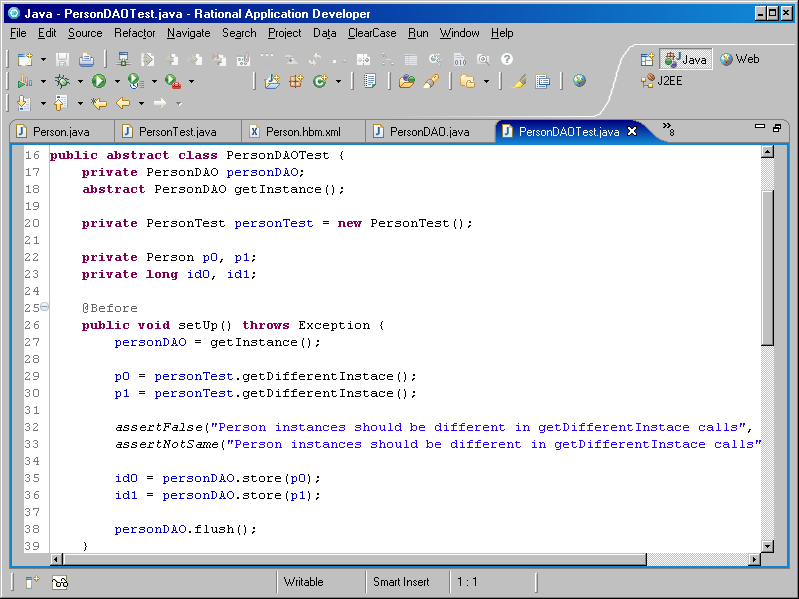 Java - PersonDAOTest.java - Rational Application Developer
File Edit Source Refactor Navigate Search Project Data ClearCase Run Window Help
Java Web
J2EE
Person.java PersonTest.java Person.hbm.xml PersonDAO.java PersonDAOTest.java 8
16 public abstract class PersonDAOTest {
17 private PersonDAO personDAO;
18 abstract PersonDAO getInstance();
19
20 private PersonTest personTest = new PersonTest();
21
22 private Person p0, p1;
23 private long id0, id1;
24
25 @Before
26 public void setUp() throws Exception {
27 personDAO = getInstance();
28
29 p0 = personTest.getDifferentInstace();
30 p1 = personTest.getDifferentInstace();
31
32 assertFalse("Person instances should be different in getDifferentInstace calls",
33 assertNotSame("Person instances should be different in getDifferentInstace calls"
34
35 id0 = personDAO.store(p0);
36 id1 = personDAO.store(p1);
37
38 personDAO.flush();
39 }
Writable Smart Insert 1 : 1